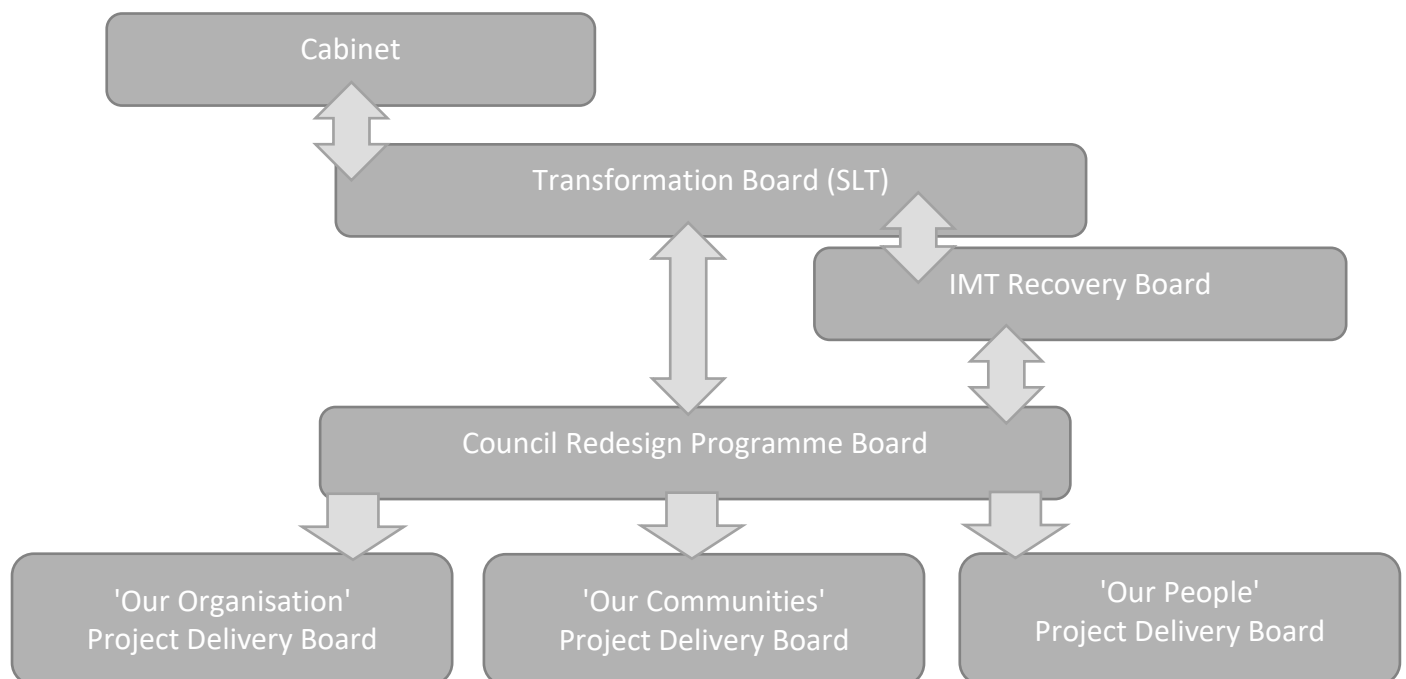 Cabinet
Transformation Board (SLT)
IMT Recovery Board
Council Redesign Programme Board
'Our Organisation'
Project Delivery Board
'Our Communities'
Project Delivery Board
'Our People'
Project Delivery Board